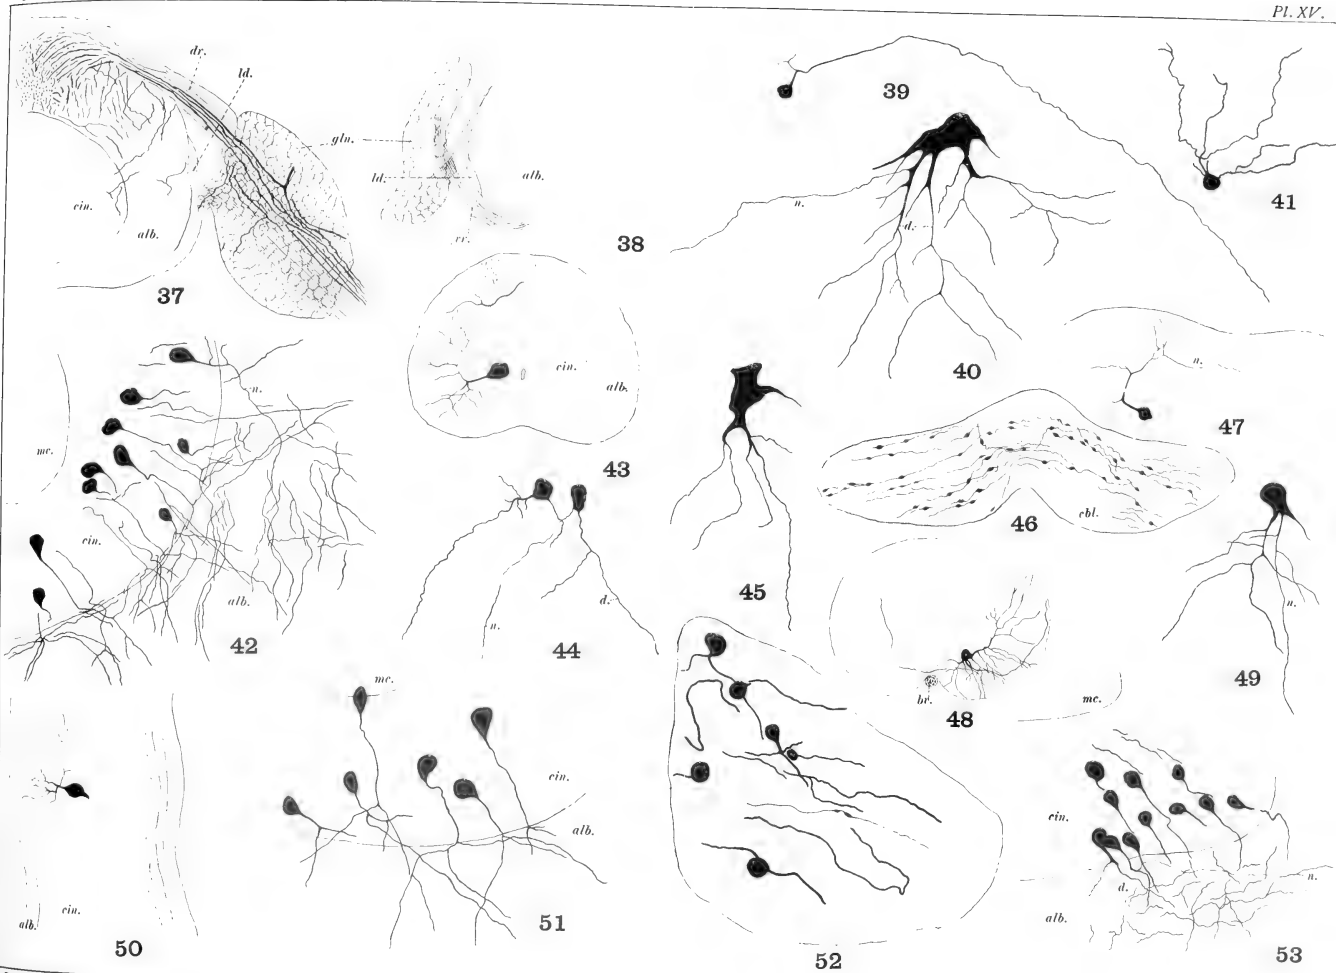 Pl. XV.
dr.
ld.
gln.
ld.
cin.
alb.
alb.
rr.
37
38
39
n.
d.
40
41
mc.
n.
cin.
alb.
42
cin.
alb.
43
n.
d.
44
45
cbl.
46
n.
47
br.
mc.
48
n.
49
alb.
cin.
50
mc.
cin.
alb.
51
52
cin.
d.
n.
alb.
53